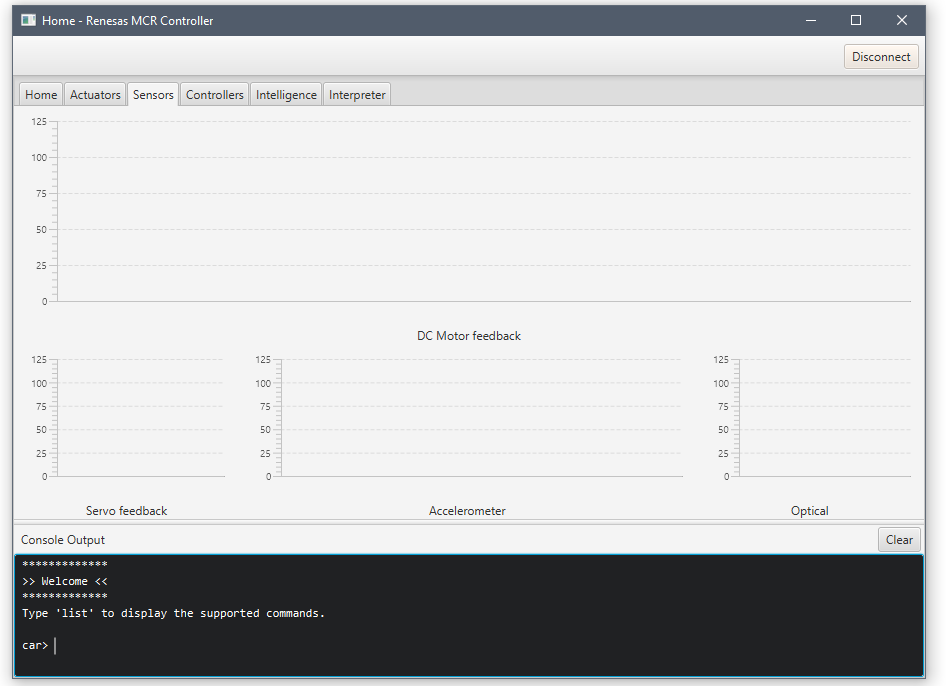 Home - Renesas MCR Controller
Disconnect
Home Actuators Sensors Controllers Intelligence Interpreter
125
100
75
50
25
0
DC Motor feedback
125 125 125
100 100 100
75 75 75
50 50 50
25 25 25
0 0 0
Servo feedback Accelerometer Optical
Console Output Clear
*************
>> Welcome <<
*************
Type 'list' to display the supported commands.
car>